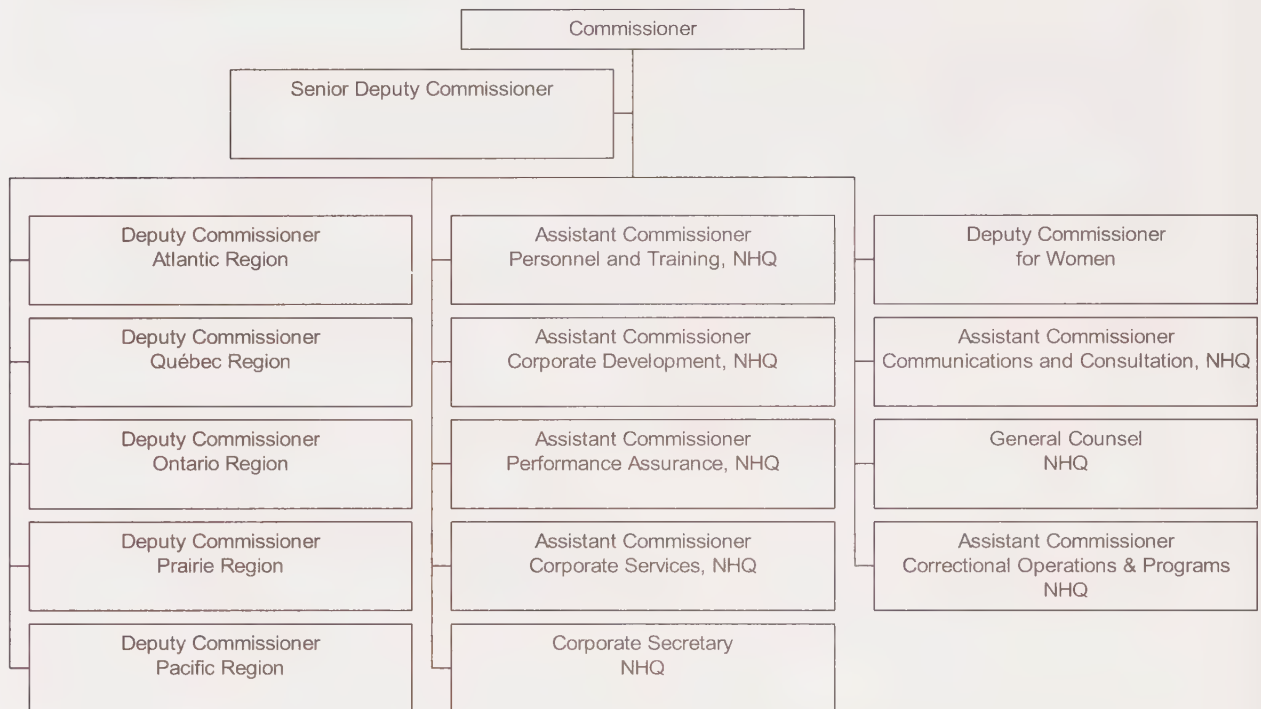 Commissioner
Senior Deputy Commissioner
Deputy Commissioner
Atlantic Region
Deputy Commissioner
Québec Region
Deputy Commissioner
Ontario Region
Deputy Commissioner
Prairie Region
Deputy Commissioner
Pacific Region
Assistant Commissioner
Personnel and Training, NHQ
Assistant Commissioner
Corporate Development, NHQ
Assistant Commissioner
Performance Assurance, NHQ
Assistant Commissioner
Corporate Services, NHQ
Corporate Secretary
NHQ
Deputy Commissioner
for Women
Assistant Commissioner
Communications and Consultation, NHQ
General Counsel
NHQ
Assistant Commissioner
Correctional Operations & Programs
NHQ